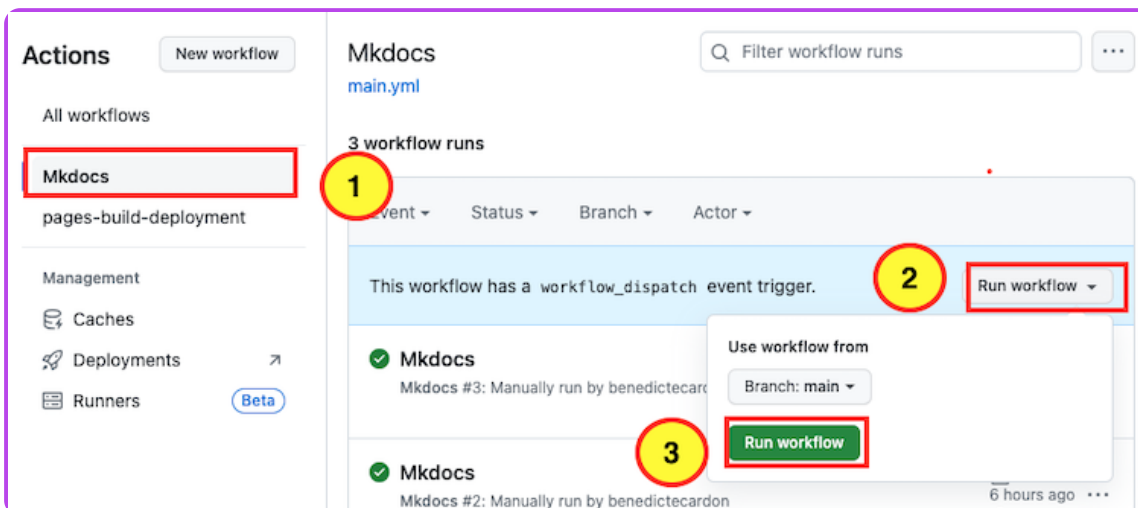 Actions
New workflow
All workflows
Mkdocs
pages-build-deployment
Management
Caches
Deployments
Runners
Beta
Mkdocs
main.yml
Filter workflow runs
3 workflow runs
1
Status
Branch
Actor
This workflow has a workflow_dispatch event trigger.
2
Run workflow
Use workflow from
Branch: main
Run workflow
3
Mkdocs
Mkdocs #3: Manually run by
Mkdocs
Mkdocs #2: Manually run by benedictecardon
6 hours ago